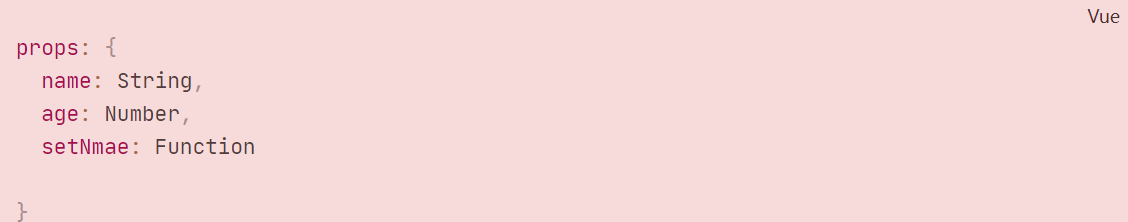 Vue
props: {
  name: String,
  age: Number,
  setNmae: Function
}